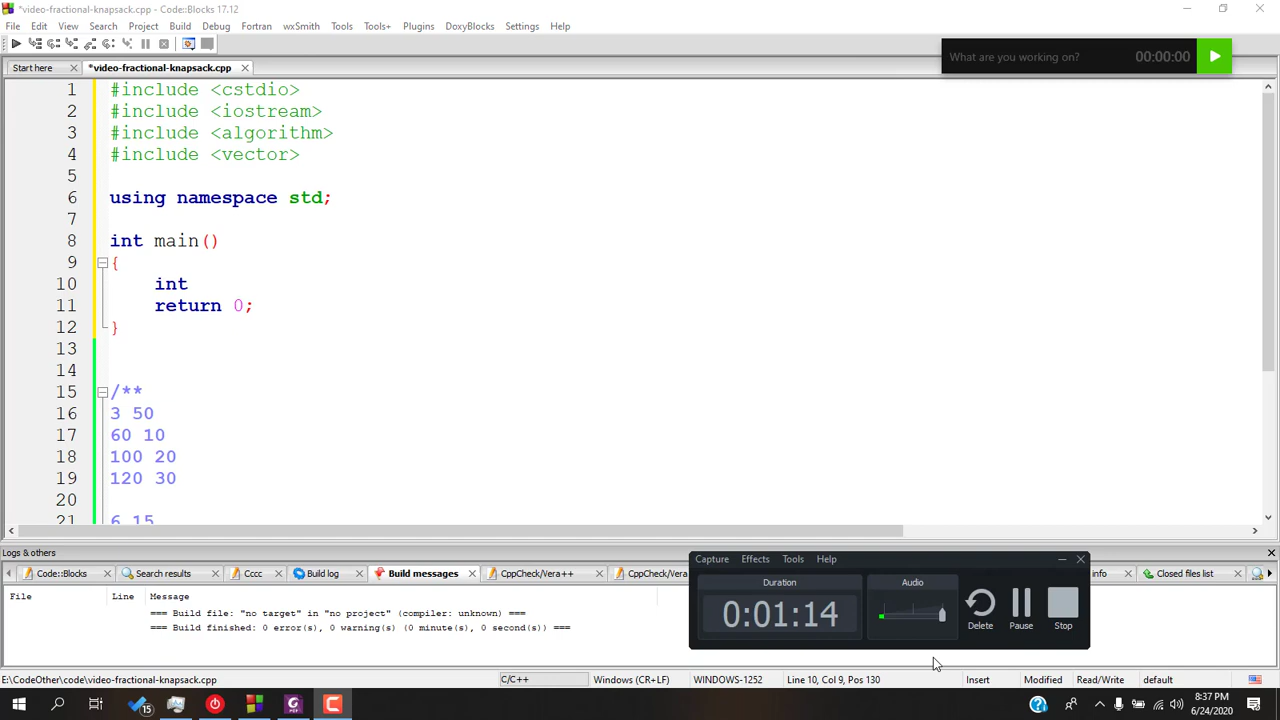 *video-fractional-knapsack.cpp - Code::Blocks 17.12
File Edit View Search Project Build Debug Fortran wxSmith Tools Tools+ Plugins DoxyBlocks Settings Help
What are you working on? 00:00:00
Start here *video-fractional-knapsack.cpp
1 #include <cstdio>
2 #include <iostream>
3 #include <algorithm>
4 #include <vector>
5
6 using namespace std;
7
8 int main()
9 {
10 int
11 return 0;
12 }
13
14
15 /**
16 3 50
17 60 10
18 100 20
19 120 30
20
21 6 15
Logs & others
Code::Blocks Search results Cccc Build log Build messages CppCheck/Vera++ CppCheck/Vera info Closed files list
File Line Message
=== Build file: "no target" in "no project" (compiler: unknown) ===
=== Build finished: 0 error(s), 0 warning(s) (0 minute(s), 0 second(s)) ===
Capture Effects Tools Help
Duration Audio
0:01:14
Delete Pause Stop
E:\CodeOther\code\video-fractional-knapsack.cpp C/C++ Windows (CR+LF) WINDOWS-1252 Line 10, Col 9, Pos 130 Insert Modified Read/Write default
15
8:37 PM
6/24/2020